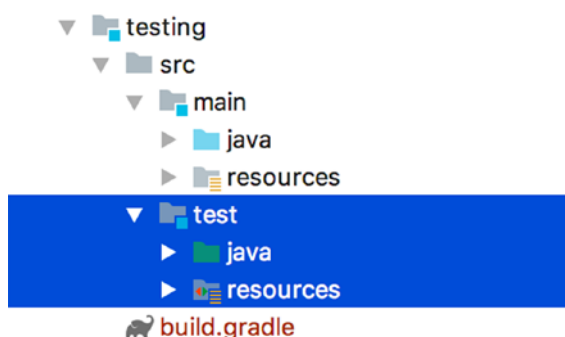 testing
src
main
java
resources
test
java
resources
build.gradle